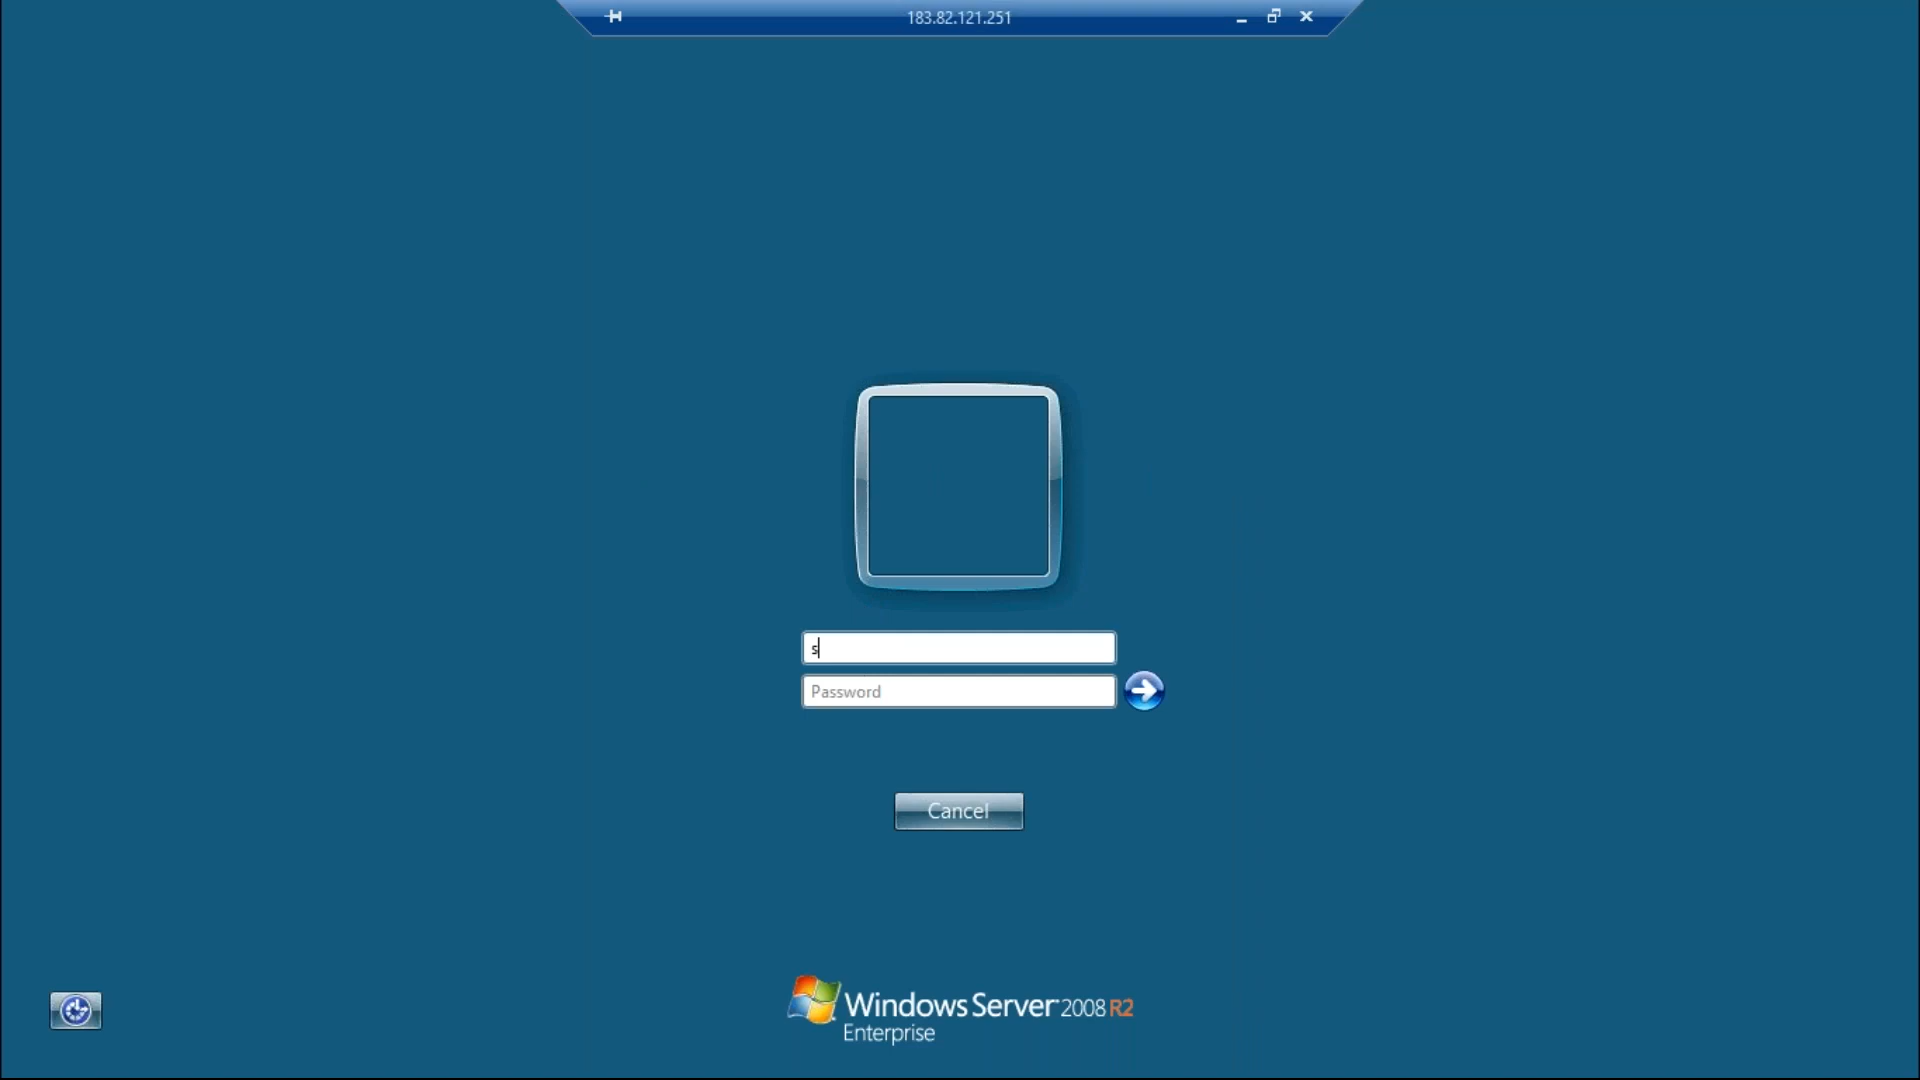 183.82.121.251
s
Password
Cancel
Windows Server 2008 R2
Enterprise